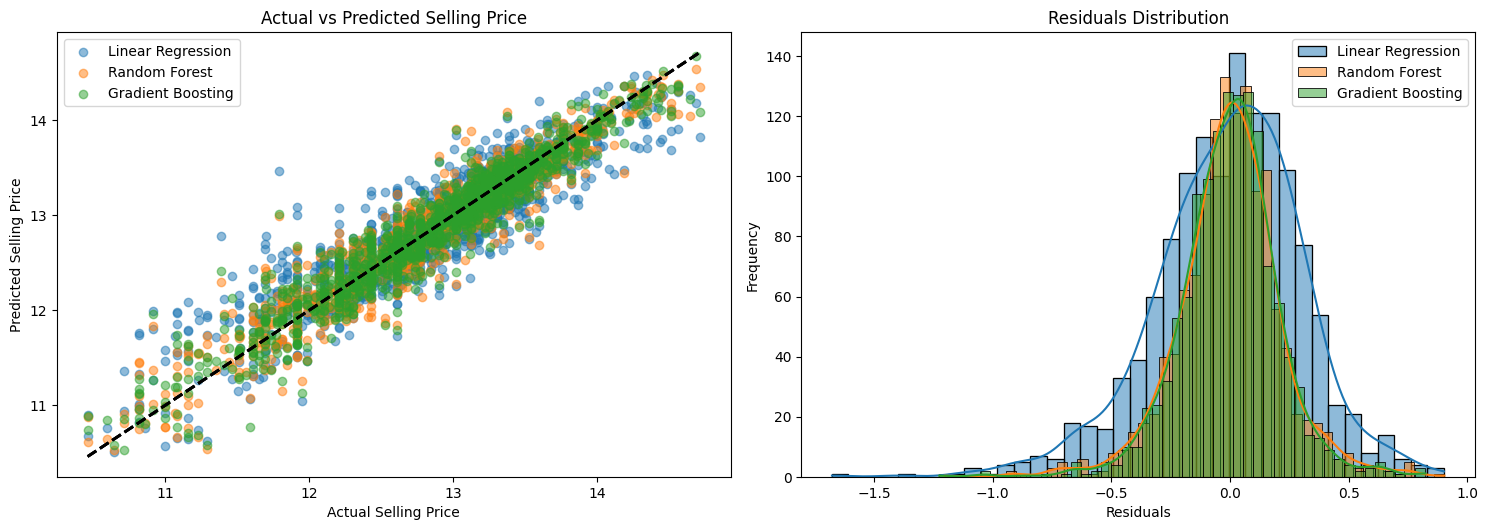 Actual vs Predicted Selling Price
Linear Regression
Random Forest
Gradient Boosting
Predicted Selling Price
14
13
12
11
11 12 13 14
Actual Selling Price
Residuals Distribution
Linear Regression
Random Forest
Gradient Boosting
Frequency
140
120
100
80
60
40
20
0
−1.5 −1.0 −0.5 0.0 0.5 1.0
Residuals